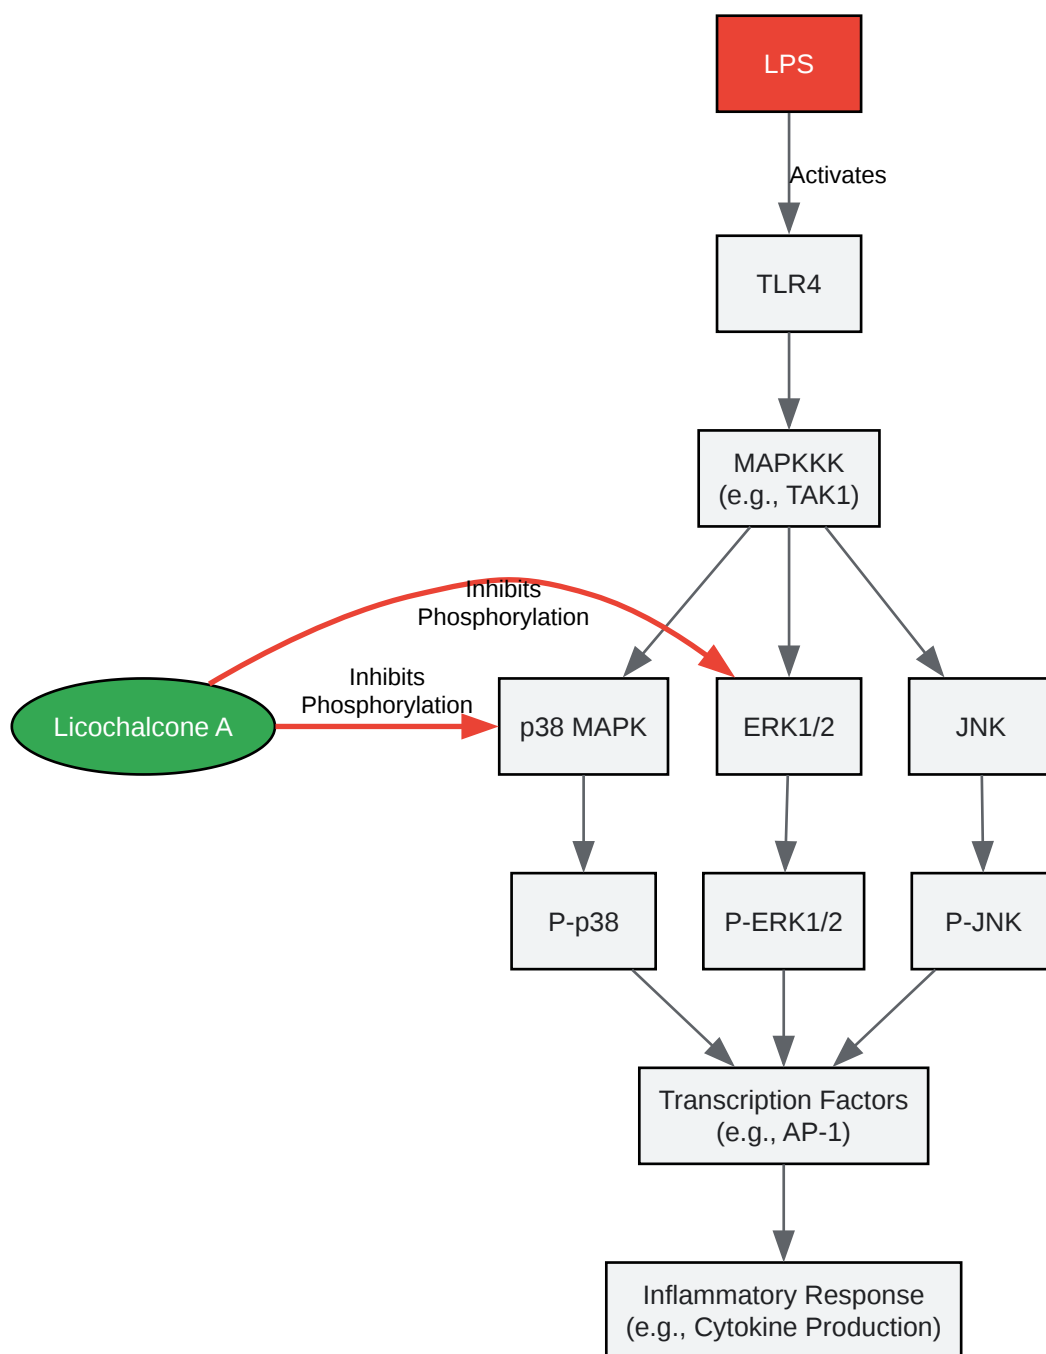 LPS
Activates
TLR4
MAPKKK
(e.g., TAK1)
Inhibits
Phosphorylation
Inhibits
Phosphorylation
Licochalcone A
p38 MAPK
ERK1/2
JNK
P-p38
P-ERK1/2
P-JNK
Transcription Factors
(e.g., AP-1)
Inflammatory Response
(e.g., Cytokine Production)